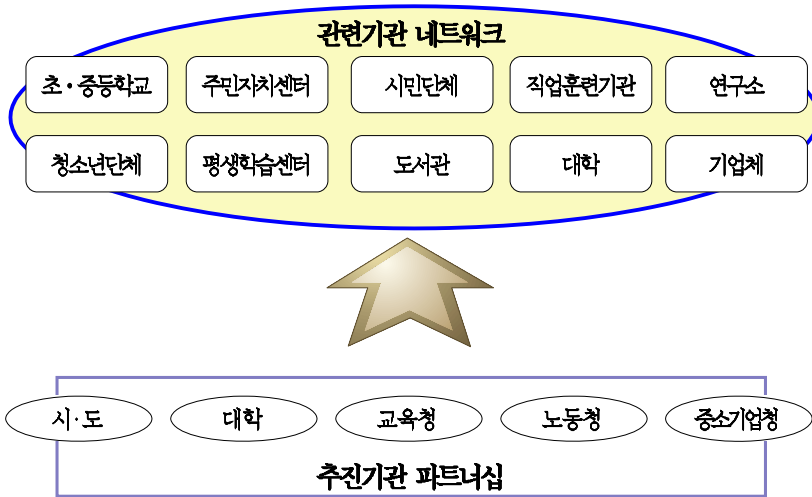 관련기관 네트워크
초·중등학교 주민자치센터 시민단체 직업훈련기관 연구소
청소년단체 평생학습센터 도서관 대학 기업체
시·도 대학 교육청 노동청 중소기업청
추진기관 파트너십